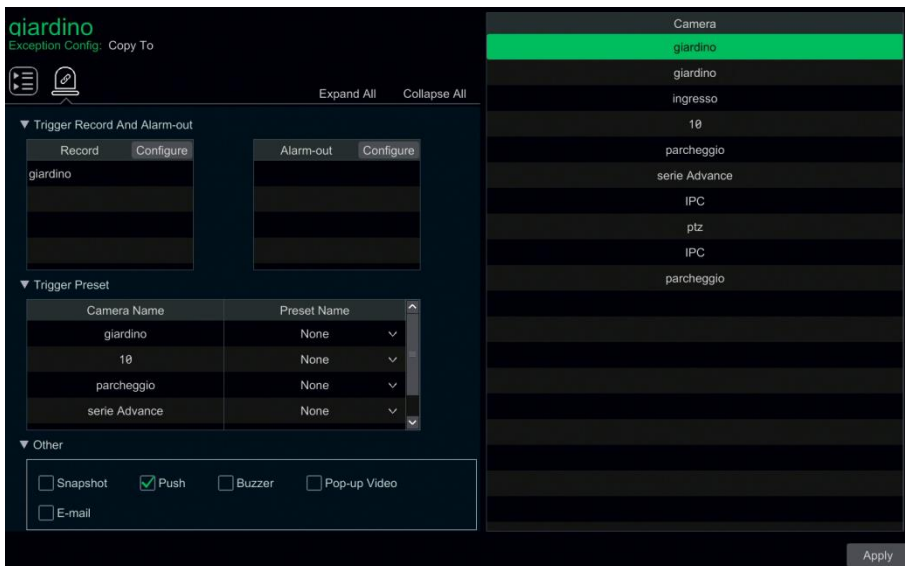 giardino
Exception Config: Copy To
Expand All Collapse All
Trigger Record And Alarm-out
Record Configure
giardino
Alarm-out Configure
Trigger Preset
Camera Name Preset Name
giardino None
10 None
parcheggio None
serie Advance None
Other
Snapshot Push Buzzer Pop-up Video
E-mail
Camera
giardino
giardino
ingresso
10
parcheggio
serie Advance
IPC
ptz
IPC
parcheggio
Apply